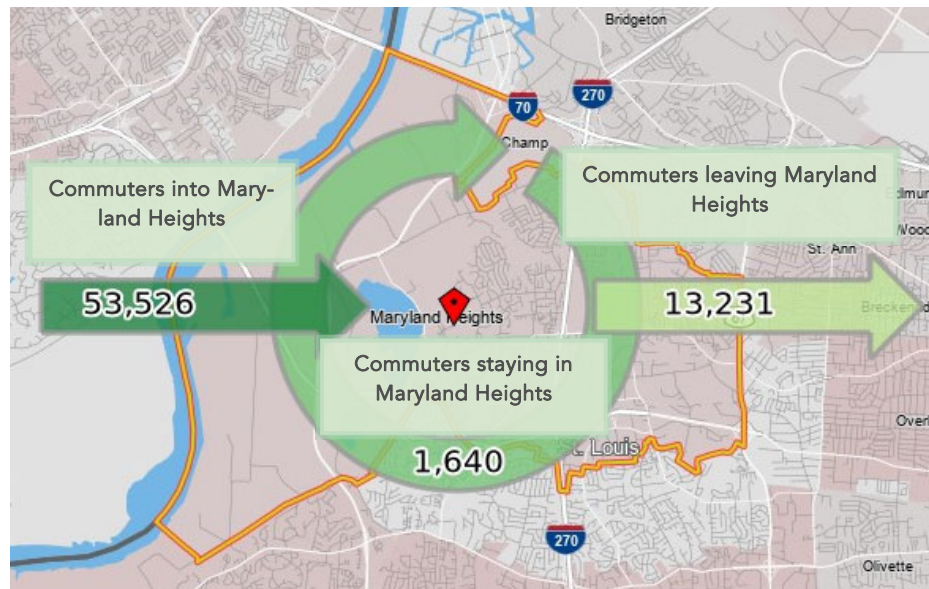 Bridgeton
270
70
Champ
Commuters into Mary-
land Heights
Commuters leaving Maryland
Heights
St. Ann
53,526
13,231
Maryland Heights
Commuters staying in
Maryland Heights
Louis
1,640
270
Olivette